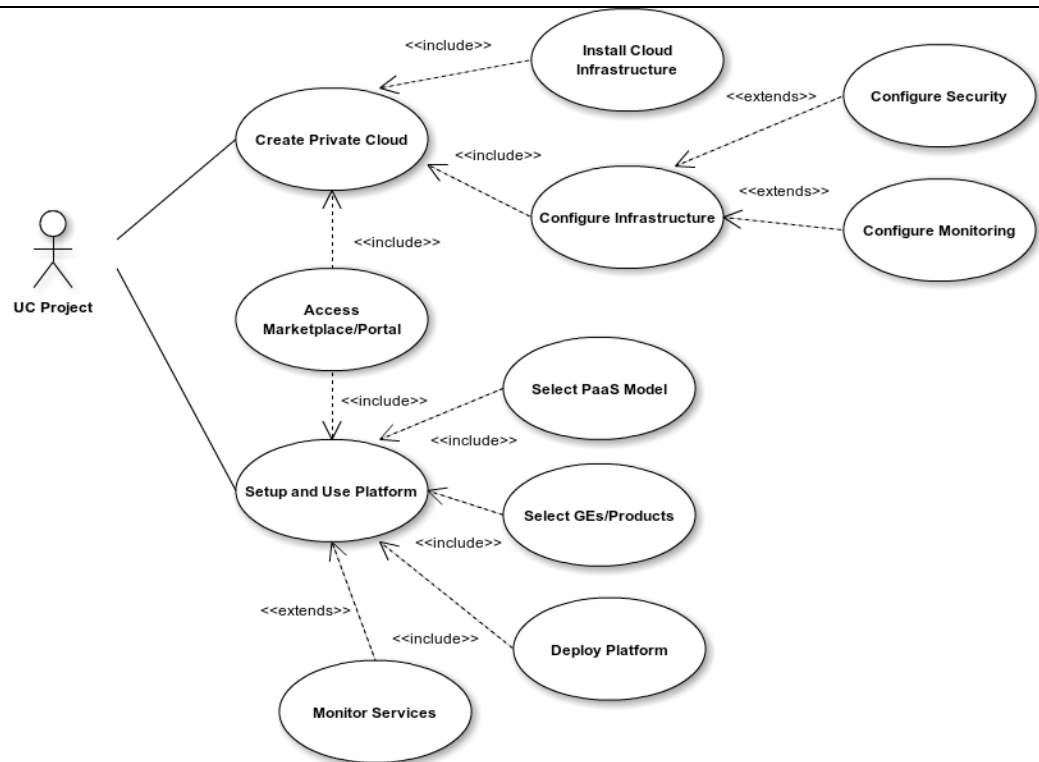 <<include>>
Install Cloud
Infrastructure
<<extends>>
Configure Security
Create Private Cloud
<<include>>
<<extends>>
Configure Infrastructure
Configure Monitoring
<<include>>
UC Project
Access
Marketplace/Portal
Select PaaS Model
<<include>>
<<include>>
Setup and Use Platform
Select GEs/Products
<<include>>
<<extends>>
<<include>>
Deploy Platform
Monitor Services